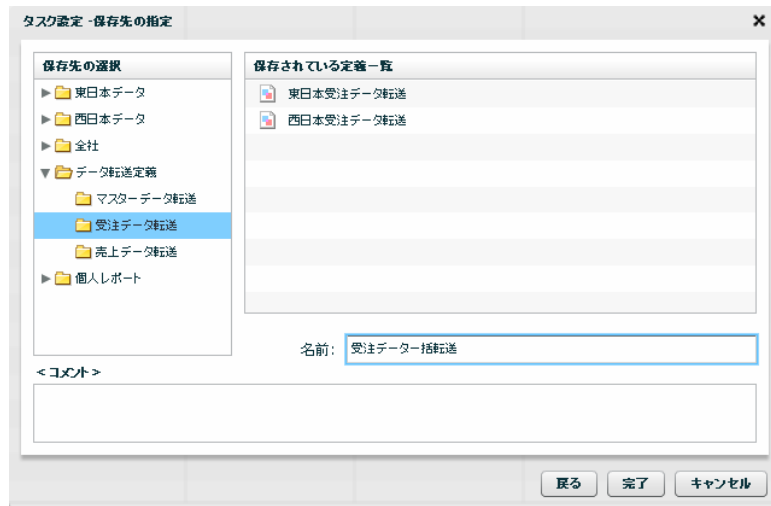 タスク設定 -保存先の指定
保存先の選択
東日本データ
西日本データ
全社
データ転送定義
マスターデータ転送
受注データ転送
売上データ転送
個人レポート
保存されている定義一覧
東日本受注データ転送
西日本受注データ転送
名前:
受注データ一括転送
<コメント>
戻る
完了
キャンセル